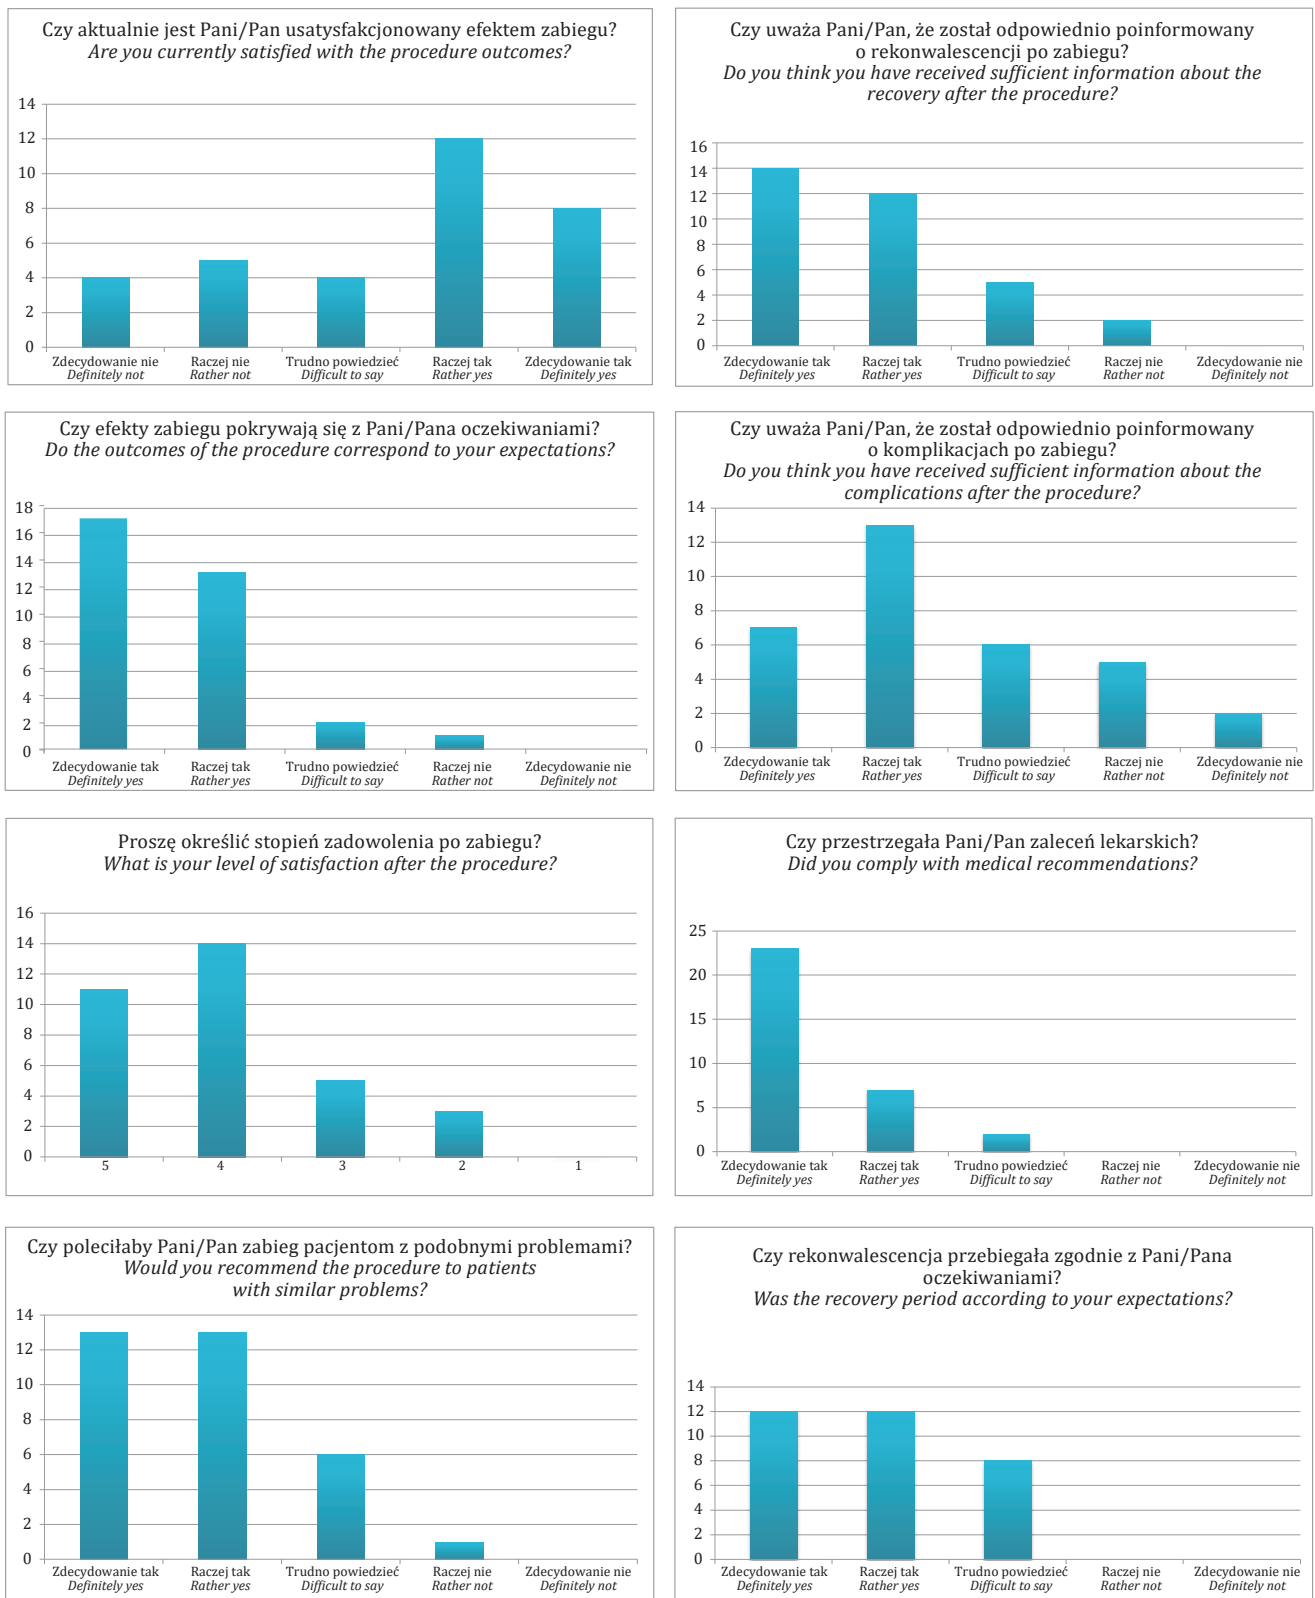 Czy aktualnie jest Pani/Pan usatysfakcjonowany efektem zabiegu?
Are you currently satisfied with the procedure outcomes?
14
12
10
8
6
4
2
0
Zdecydowanie nie Raczej nie Trudno powiedzieć Raczej tak Zdecydowanie tak
Definitely not Rather not Difficult to say Rather yes Definitely yes
Czy uważa Pani/Pan, że został odpowiednio poinformowany
o rekonwalescencji po zabiegu?
Do you think you have received sufficient information about the
recovery after the procedure?
16
14
12
10
8
6
4
2
0
Zdecydowanie tak Raczej tak Trudno powiedzieć Raczej nie Zdecydowanie nie
Definitely yes Rather yes Difficult to say Rather not Definitely not
Czy efekty zabiegu pokrywają się z Pani/Pana oczekiwaniami?
Do the outcomes of the procedure correspond to your expectations?
18
16
14
12
10
8
6
4
2
0
Zdecydowanie tak Raczej tak Trudno powiedzieć Raczej nie Zdecydowanie nie
Definitely yes Rather yes Difficult to say Rather not Definitely not
Czy uważa Pani/Pan, że został odpowiednio poinformowany
o komplikacjach po zabiegu?
Do you think you have received sufficient information about the
complications after the procedure?
14
12
10
8
6
4
2
0
Zdecydowanie tak Raczej tak Trudno powiedzieć Raczej nie Zdecydowanie nie
Definitely yes Rather yes Difficult to say Rather not Definitely not
Proszę określić stopień zadowolenia po zabiegu?
What is your level of satisfaction after the procedure?
16
14
12
10
8
6
4
2
0
5 4 3 2 1
Czy przestrzegała Pani/Pan zaleceń lekarskich?
Did you comply with medical recommendations?
25
20
15
10
5
0
Zdecydowanie tak Raczej tak Trudno powiedzieć Raczej nie Zdecydowanie nie
Definitely yes Rather yes Difficult to say Rather not Definitely not
Czy poleciłaby Pani/Pan zabieg pacjentom z podobnymi problemami?
Would you recommend the procedure to patients
with similar problems?
14
12
10
8
6
4
2
0
Zdecydowanie tak Raczej tak Trudno powiedzieć Raczej nie Zdecydowanie nie
Definitely yes Rather yes Difficult to say Rather not Definitely not
Czy rekonwalescencja przebiegała zgodnie z Pani/Pana
oczekiwaniami?
Was the recovery period according to your expectations?
14
12
10
8
6
4
2
0
Zdecydowanie tak Raczej tak Trudno powiedzieć Raczej nie Zdecydowanie nie
Definitely yes Rather yes Difficult to say Rather not Definitely not